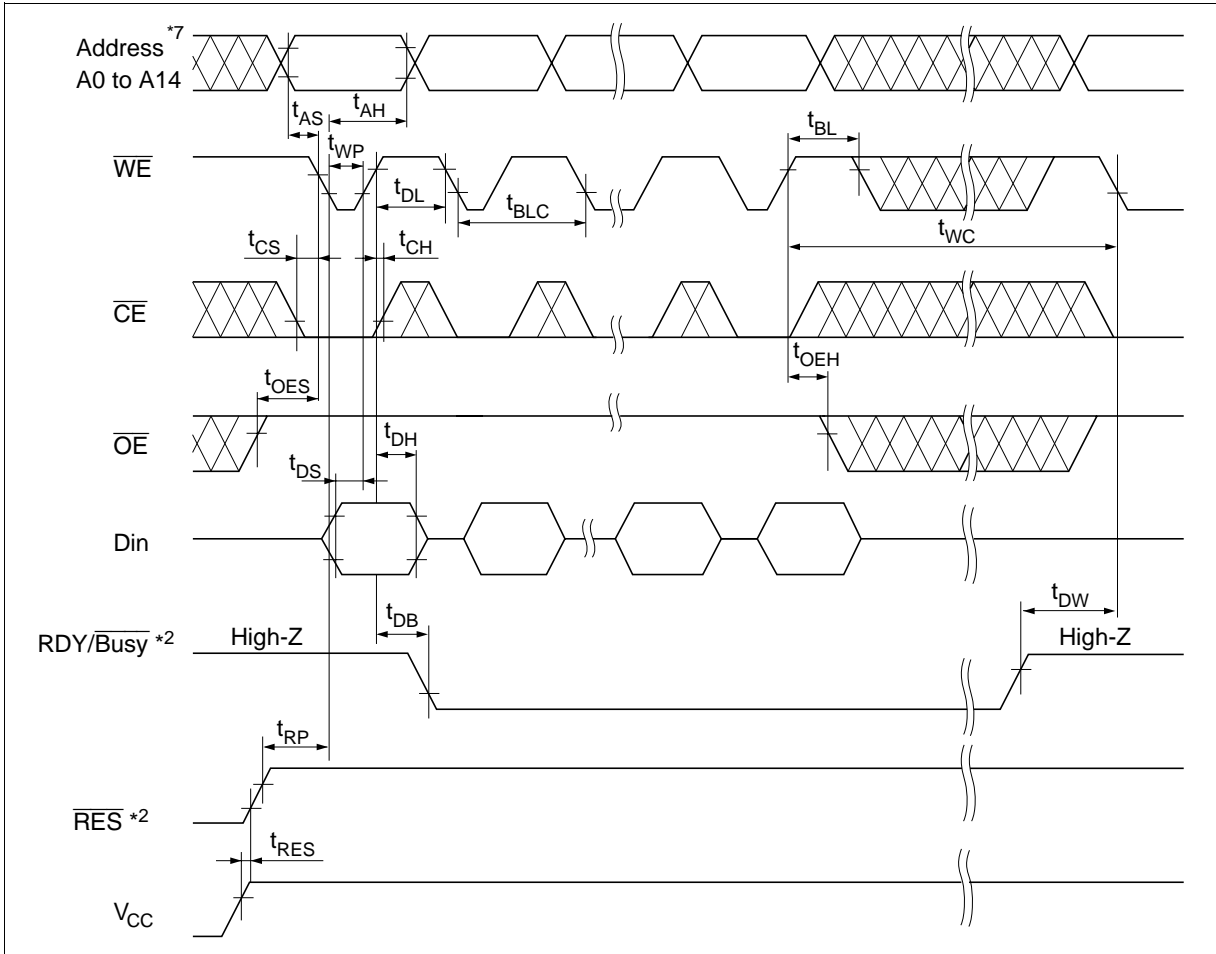 Address *7
A0 to A14
tAS
tAH
tWP
tBL
WE
tDL
tBLC
tWC
tCS
tCH
CE
tOES
tOEH
OE
tDH
tDS
Din
tDB
tDW
RDY/Busy *2
High-Z
High-Z
tRP
RES *2
tRES
VCC